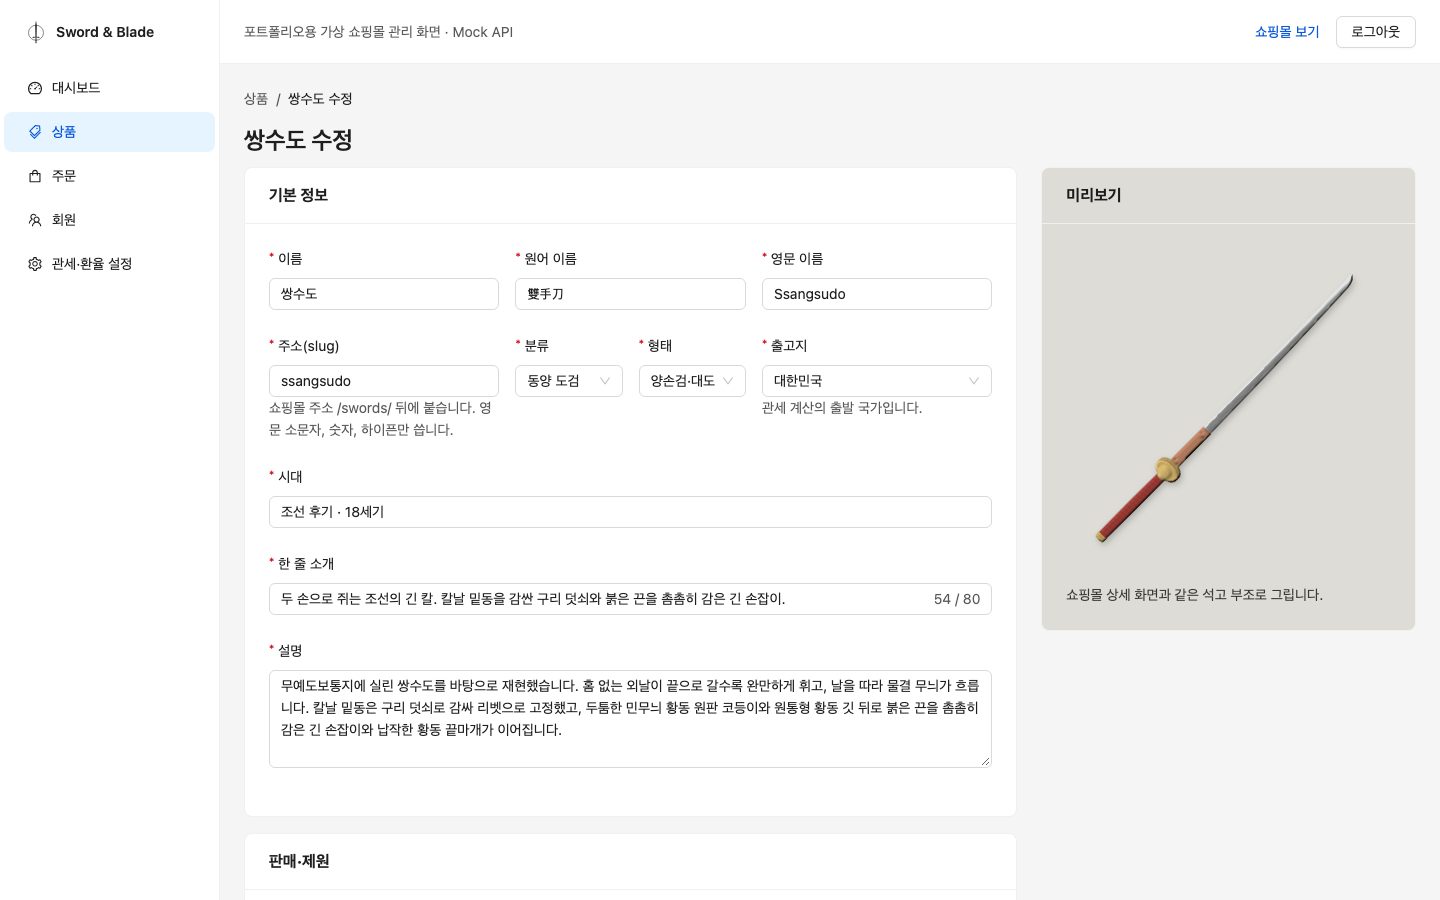 Sword & Blade
포트폴리오용 가상 쇼핑몰 관리 화면 · Mock API
쇼핑몰 보기
로그아웃
대시보드
상품
주문
회원
관세·환율 설정
상품 / 쌍수도 수정
쌍수도 수정
기본 정보
* 이름
* 원어 이름
* 영문 이름
쌍수도
雙手刀
Ssangsudo
* 주소(slug)
* 분류
* 형태
* 출고지
ssangsudo
동양 도검
양손검·대도
대한민국
쇼핑몰 주소 /swords/ 뒤에 붙습니다. 영
문 소문자, 숫자, 하이픈만 씁니다.
관세 계산의 출발 국가입니다.
* 시대
조선 후기 · 18세기
* 한 줄 소개
두 손으로 쥐는 조선의 긴 칼. 칼날 밑동을 감싼 구리 덧쇠와 붉은 끈을 촘촘히 감은 긴 손잡이.
54 / 80
* 설명
무예도보통지에 실린 쌍수도를 바탕으로 재현했습니다. 홈 없는 외날이 끝으로 갈수록 완만하게 휘고, 날을 따라 물결 무늬가 흐릅
니다. 칼날 밑동은 구리 덧쇠로 감싸 리벳으로 고정했고, 두툼한 민무늬 황동 원판 코등이와 원통형 황동 깃 뒤로 붉은 끈을 촘촘히
감은 긴 손잡이와 납작한 황동 끝마개가 이어집니다.
판매·제원
미리보기
쇼핑몰 상세 화면과 같은 석고 부조로 그립니다.